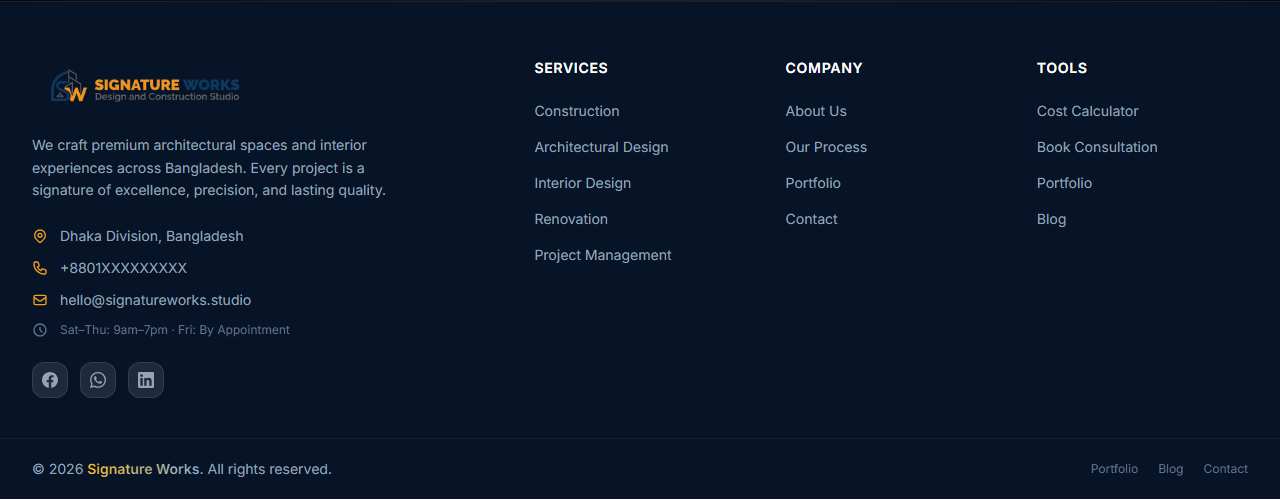 SIGNATURE WORKS
Design and Construction Studio
We craft premium architectural spaces and interior
experiences across Bangladesh. Every project is a
signature of excellence, precision, and lasting quality.
Dhaka Division, Bangladesh
+8801XXXXXXXXX
hello@signatureworks.studio
Sat–Thu: 9am–7pm · Fri: By Appointment
SERVICES
Construction
Architectural Design
Interior Design
Renovation
Project Management
COMPANY
About Us
Our Process
Portfolio
Contact
TOOLS
Cost Calculator
Book Consultation
Portfolio
Blog
© 2026 Signature Works. All rights reserved.
Portfolio Blog Contact